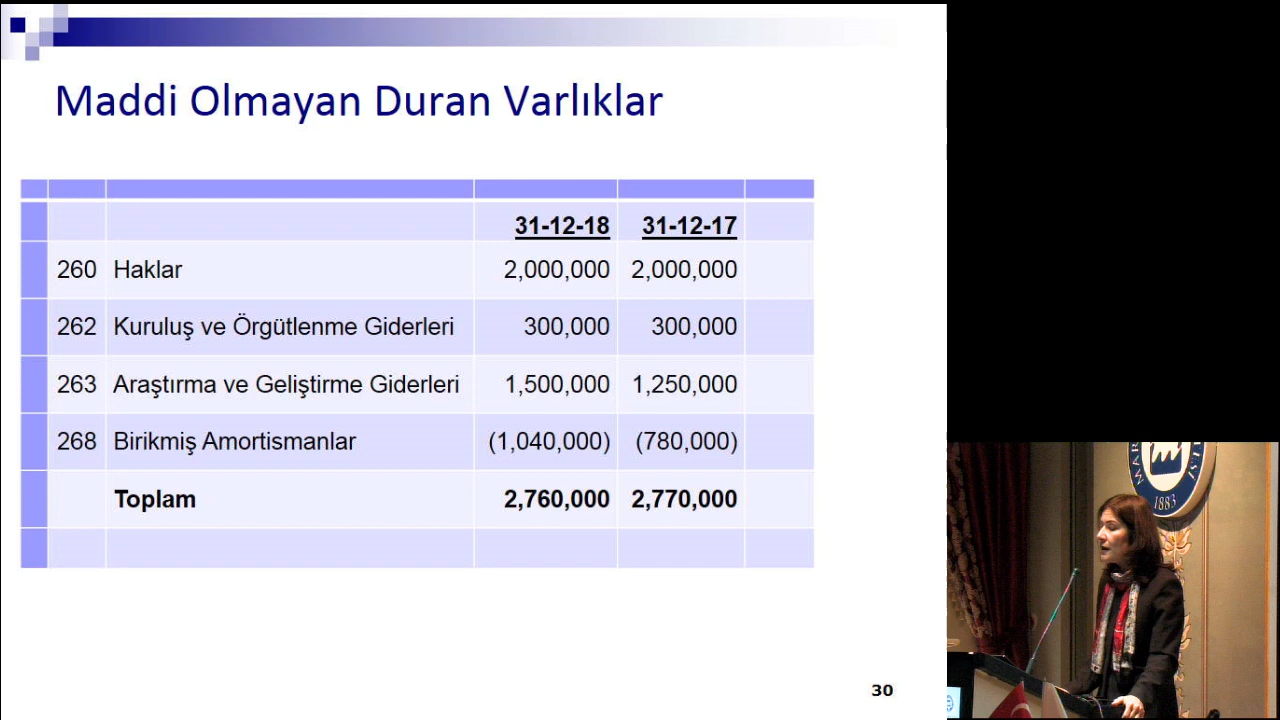 Maddi Olmayan Duran Varlıklar
31-12-18 31-12-17
260 Haklar 2,000,000 2,000,000
262 Kuruluş ve Örgütlenme Giderleri 300,000 300,000
263 Araştırma ve Geliştirme Giderleri 1,500,000 1,250,000
268 Birikmiş Amortismanlar (1,040,000) (780,000)
Toplam 2,760,000 2,770,000
30
1883